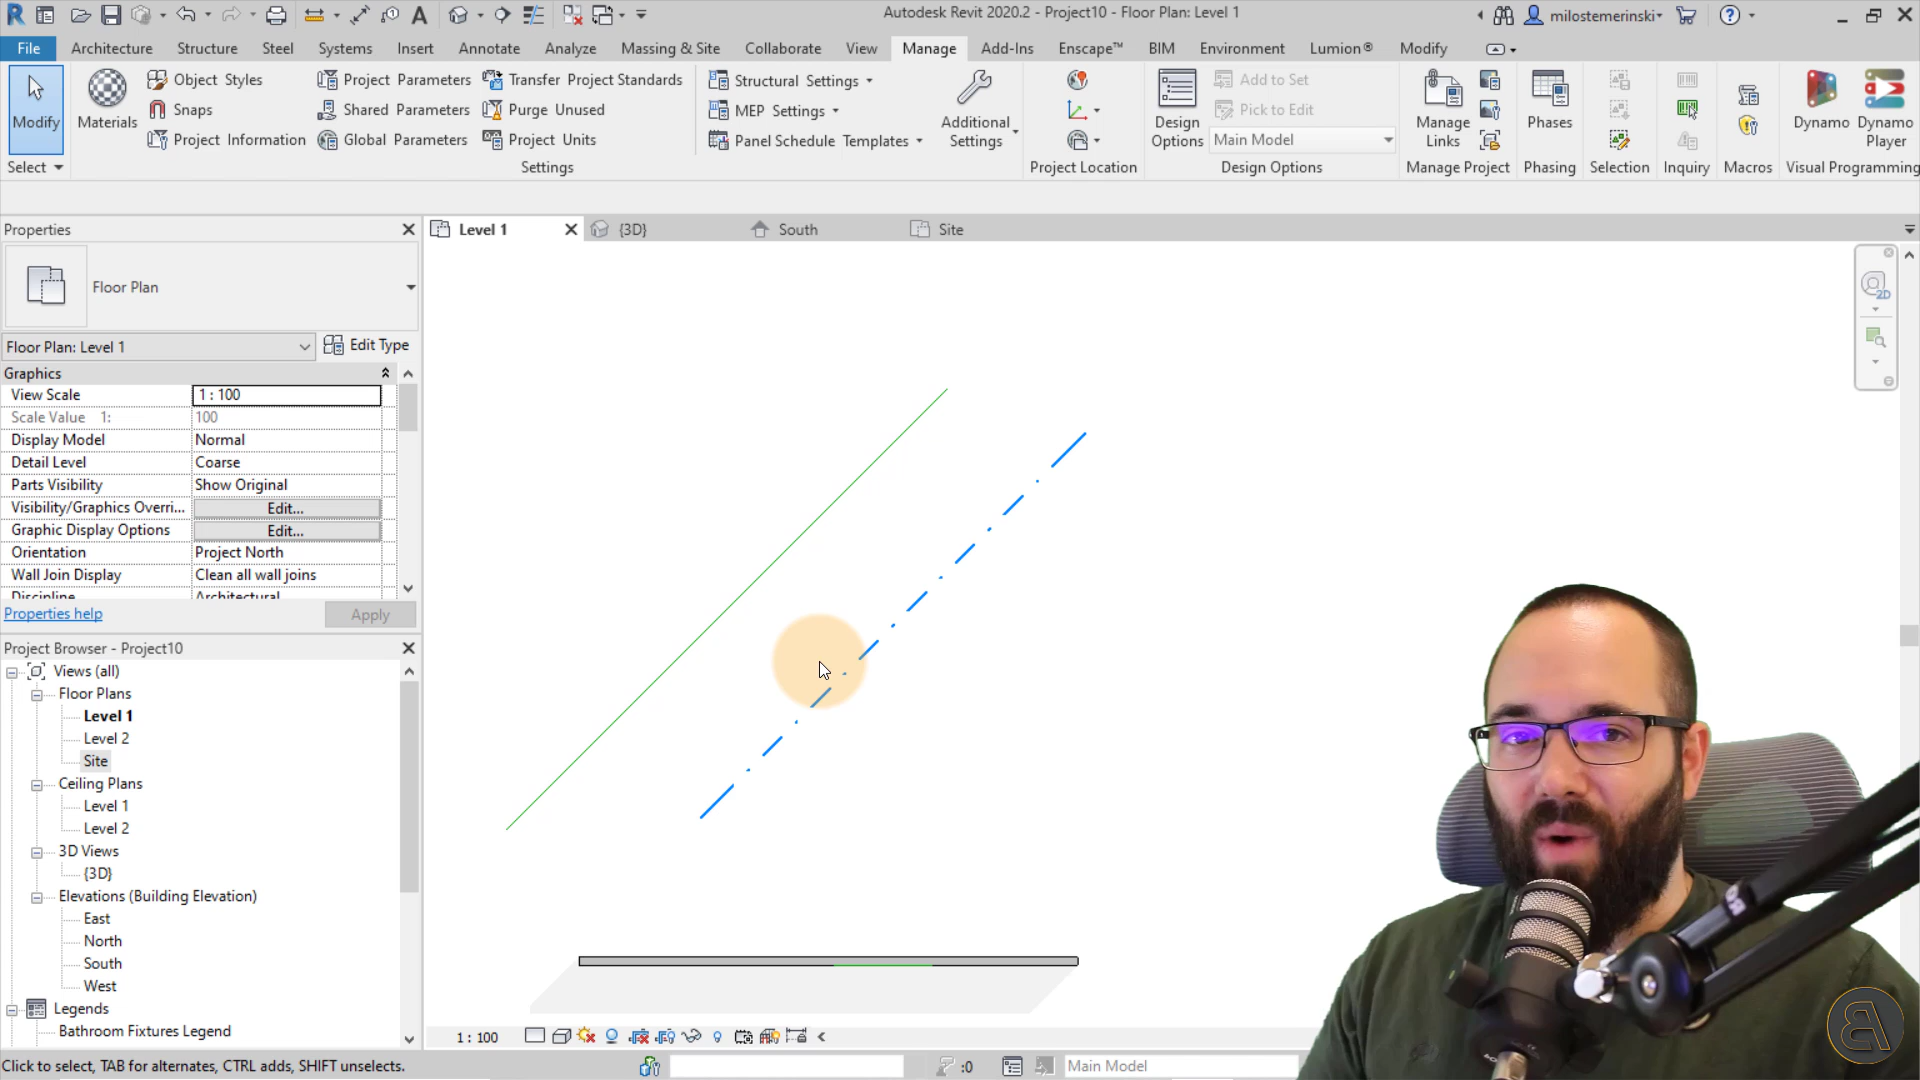 Autodesk Revit 2020.2 - Project10 - Floor Plan: Level 1
milostemerinski
File Architecture Structure Steel Systems Insert Annotate Analyze Massing & Site Collaborate View Manage Add-Ins Enscape™ BIM Environment Lumion® Modify
Modify
Select
Materials
Object Styles
Snaps
Project Information
Project Parameters
Shared Parameters
Global Parameters
Transfer Project Standards
Purge Unused
Project Units
Settings
Structural Settings
MEP Settings
Panel Schedule Templates
Additional
Settings
Project Location
Design
Options
Add to Set
Pick to Edit
Main Model
Design Options
Manage
Links
Manage Project
Phases
Phasing
Selection
Inquiry
Macros
Dynamo
Dynamo
Player
Visual Programming
Properties
Floor Plan
Floor Plan: Level 1
Edit Type
Graphics
View Scale 1 : 100
Scale Value 1: 100
Display Model Normal
Detail Level Coarse
Parts Visibility Show Original
Visibility/Graphics Overri... Edit...
Graphic Display Options Edit...
Orientation Project North
Wall Join Display Clean all wall joins
Discipline Architectural
Properties help
Apply
Project Browser - Project10
Views (all)
Floor Plans
Level 1
Level 2
Site
Ceiling Plans
Level 1
Level 2
3D Views
{3D}
Elevations (Building Elevation)
East
North
South
West
Legends
Bathroom Fixtures Legend
Level 1 {3D} South Site
2D
1 : 100
Click to select, TAB for alternates, CTRL adds, SHIFT unselects.
:0
Main Model